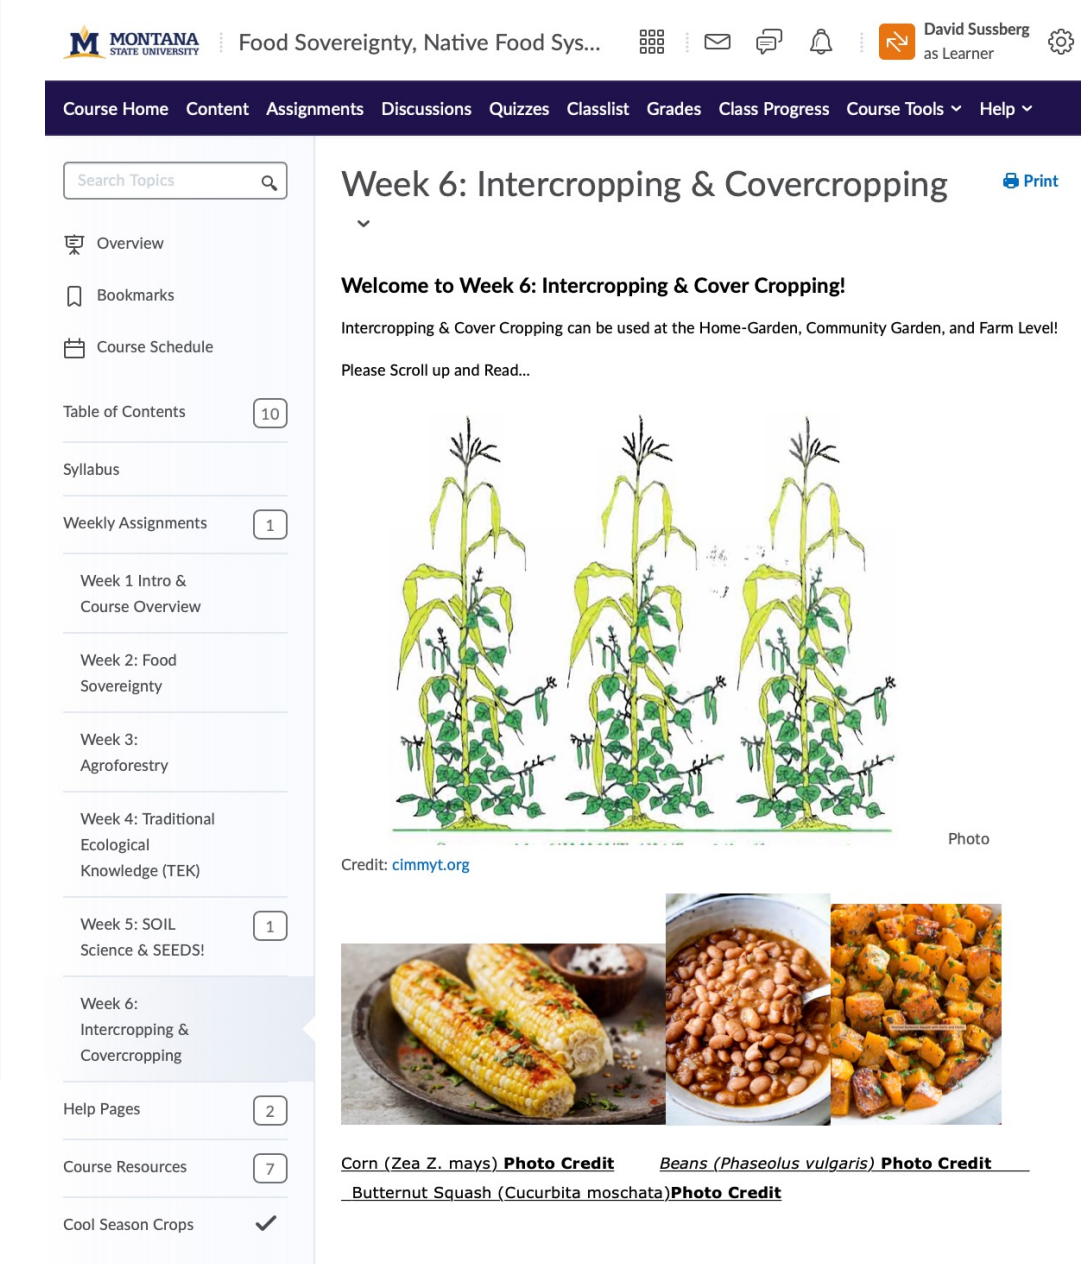 MONTANA
STATE UNIVERSITY
Food Sovereignty, Native Food Sys...
David Sussberg
as Learner
Course Home Content Assignments Discussions Quizzes Classlist Grades Class Progress Course Tools Help
Search Topics
Overview
Bookmarks
Course Schedule
Table of Contents 10
Syllabus
Weekly Assignments 1
Week 1 Intro &
Course Overview
Week 2: Food
Sovereignty
Week 3:
Agroforestry
Week 4: Traditional
Ecological
Knowledge (TEK)
Week 5: SOIL
Science & SEEDS! 1
Week 6:
Intercropping &
Covercropping
Help Pages 2
Course Resources 7
Cool Season Crops
Week 6: Intercropping & Covercropping
Print
Welcome to Week 6: Intercropping & Cover Cropping!
Intercropping & Cover Cropping can be used at the Home-Garden, Community Garden, and Farm Level!
Please Scroll up and Read...
Photo
Credit: cimmyt.org
Corn (Zea Z. mays) Photo Credit Beans (Phaseolus vulgaris) Photo Credit
Butternut Squash (Cucurbita moschata)Photo Credit